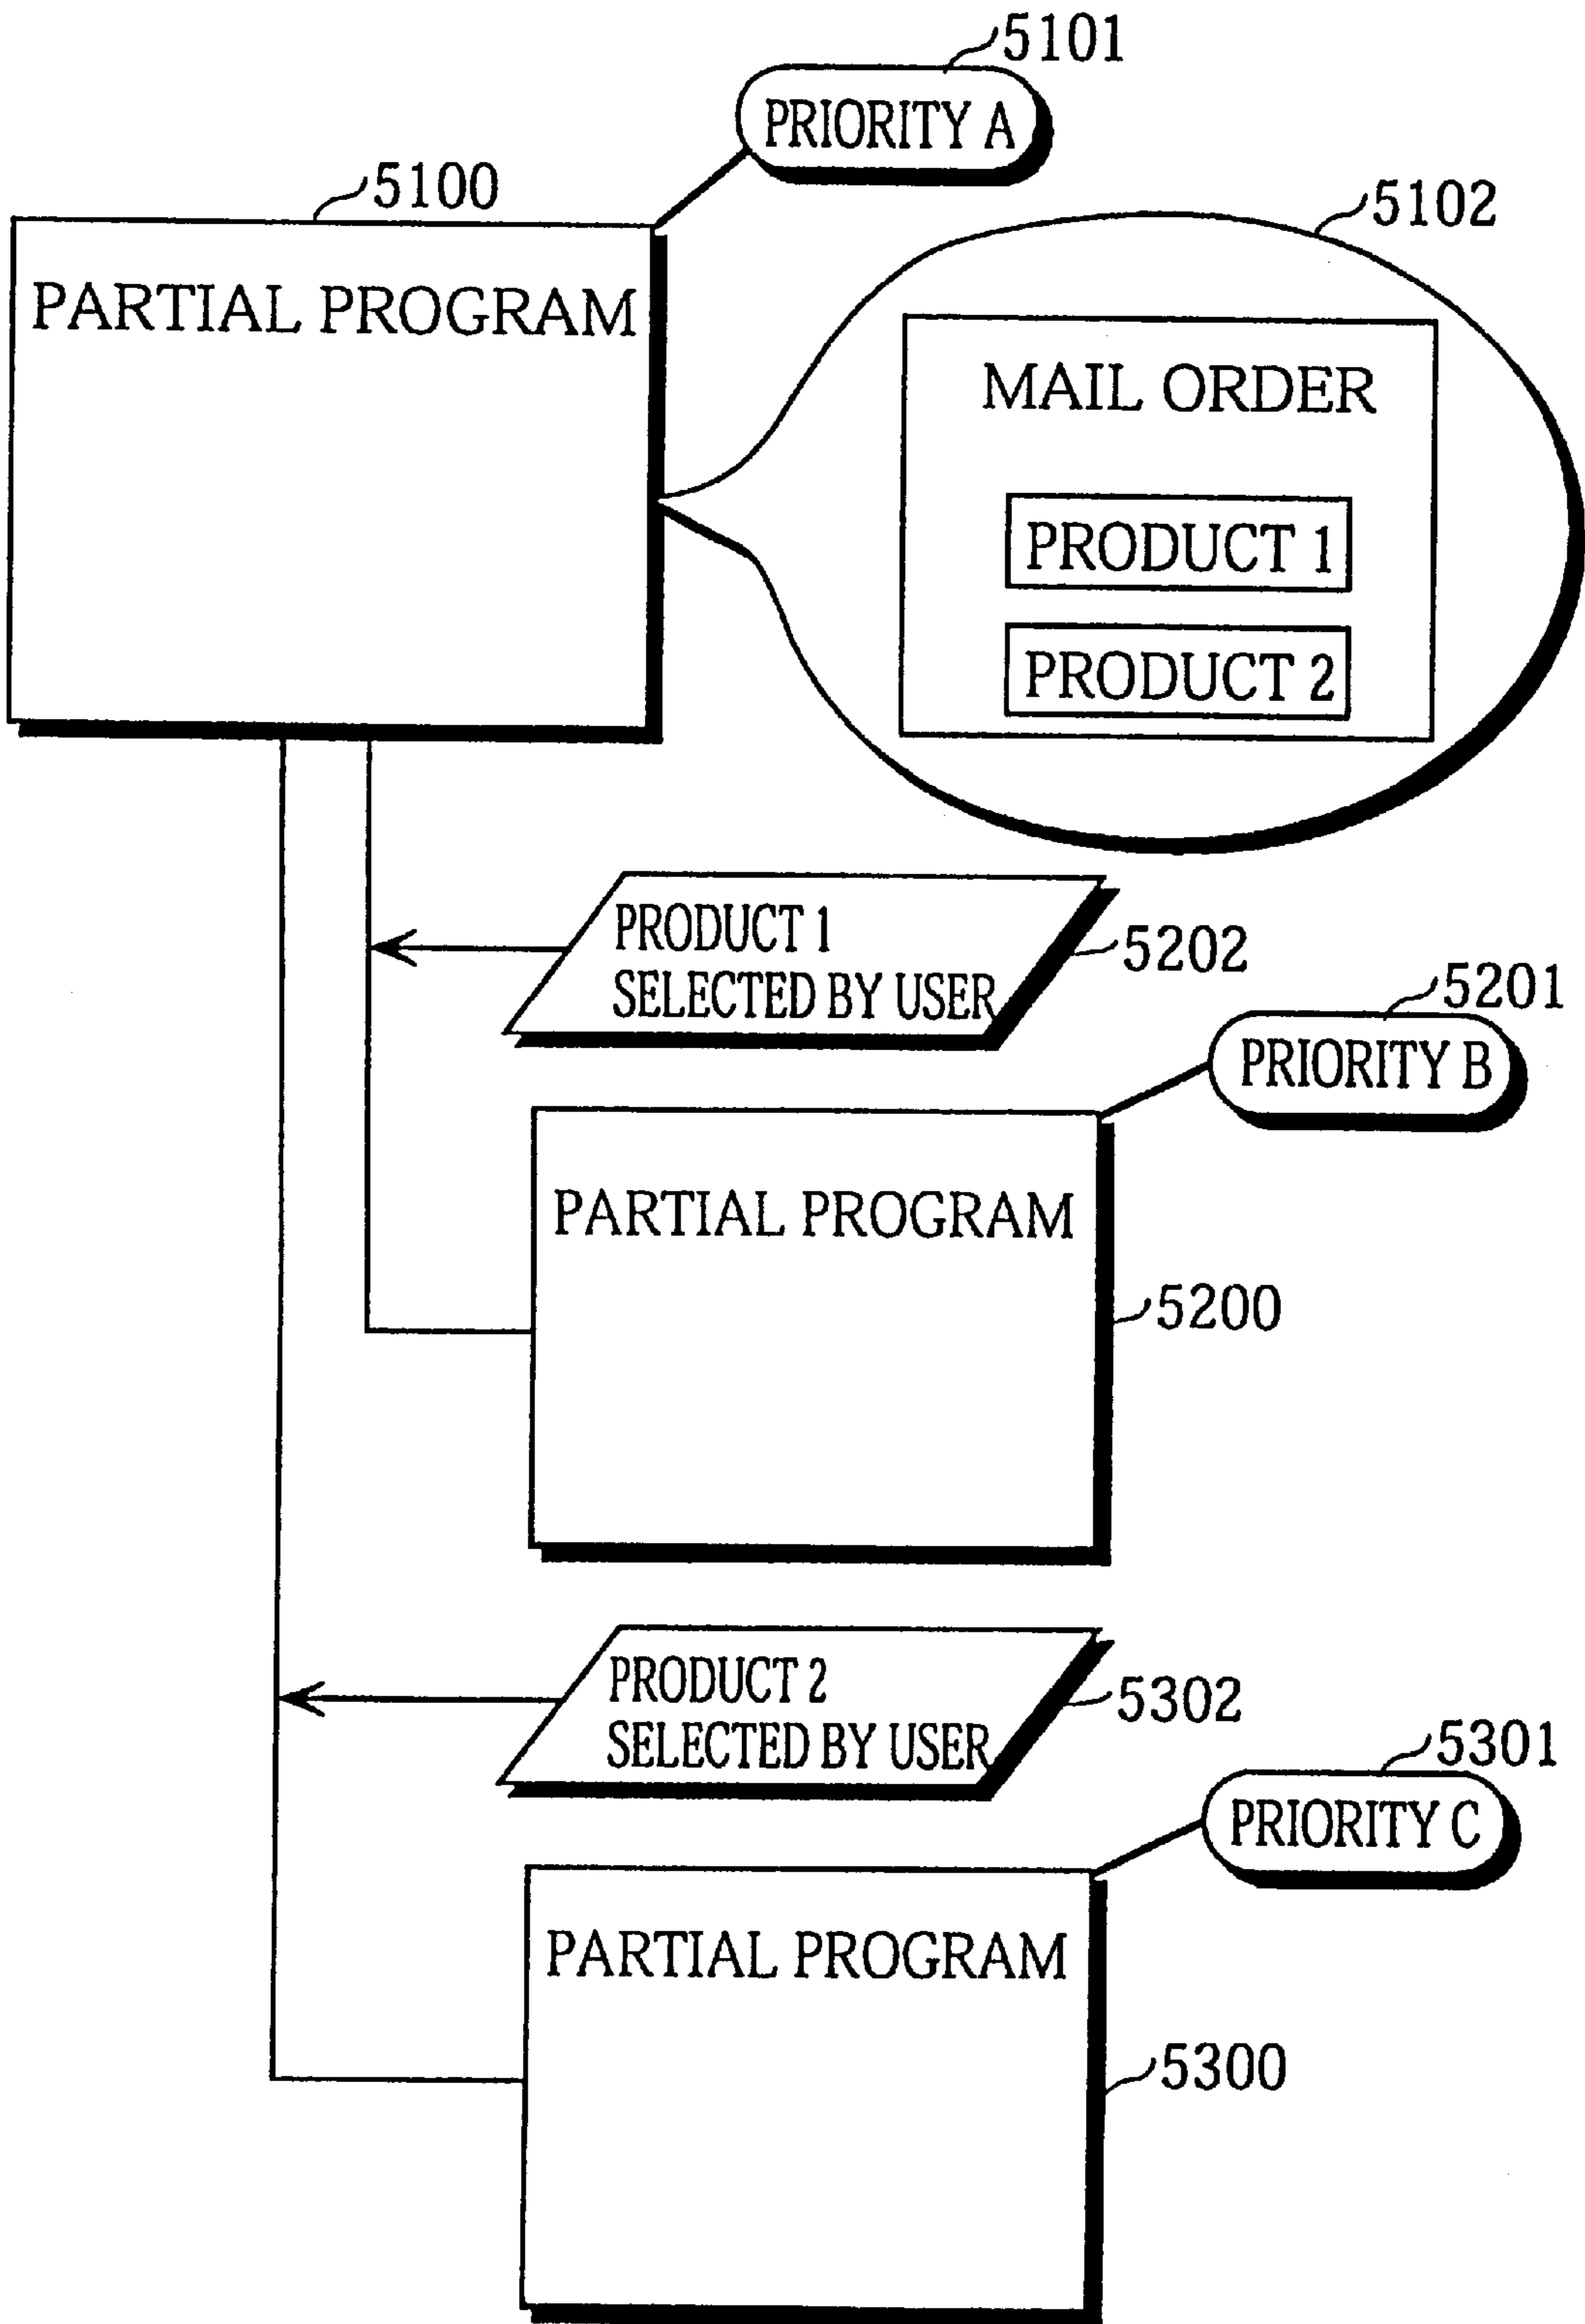 5101
PRIORITY A
5100
5102
PARTIAL PROGRAM
MAIL ORDER
PRODUCT 1
PRODUCT 2
PRODUCT 1
SELECTED BY USER
5202
5201
PRIORITY B
PARTIAL PROGRAM
5200
PRODUCT 2
SELECTED BY USER
5302
5301
PRIORITY C
PARTIAL PROGRAM
5300